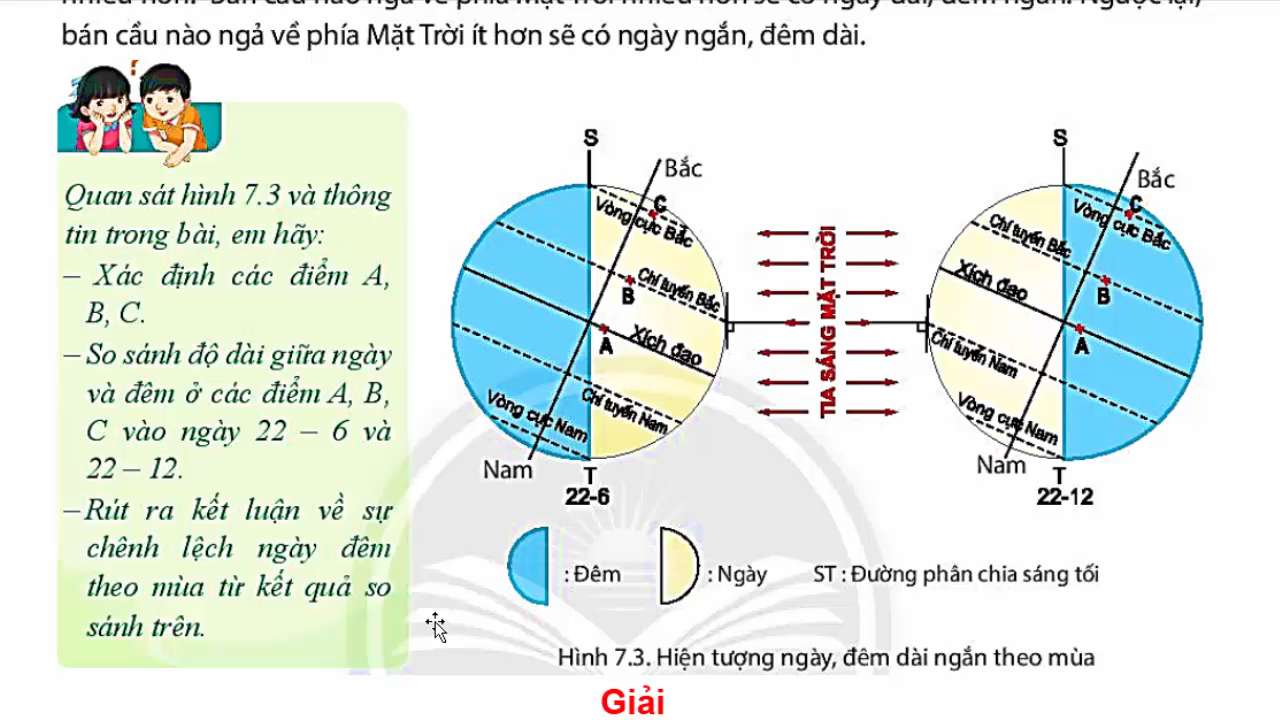 bán cầu nào ngả về phía Mặt Trời ít hơn sẽ có ngày ngắn, đêm dài.
Quan sát hình 7.3 và thông
tin trong bài, em hãy:
– Xác định các điểm A,
B, C.
– So sánh độ dài giữa ngày
và đêm ở các điểm A, B,
C vào ngày 22 – 6 và
22 – 12.
– Rút ra kết luận về sự
chênh lệch ngày đêm
theo mùa từ kết quả so
sánh trên.
S
Bắc
C
Vòng cực Bắc
Chí tuyến Bắc
B
Xích đạo
A
Chí tuyến Nam
Vòng cực Nam
Nam
T
22-6
TIA SÁNG MẶT TRỜI
S
Bắc
C
Vòng cực Bắc
Chí tuyến Bắc
B
Xích đạo
A
Chí tuyến Nam
Vòng cực Nam
Nam
T
22-12
: Đêm
: Ngày
ST : Đường phân chia sáng tối
Hình 7.3. Hiện tượng ngày, đêm dài ngắn theo mùa
Giải